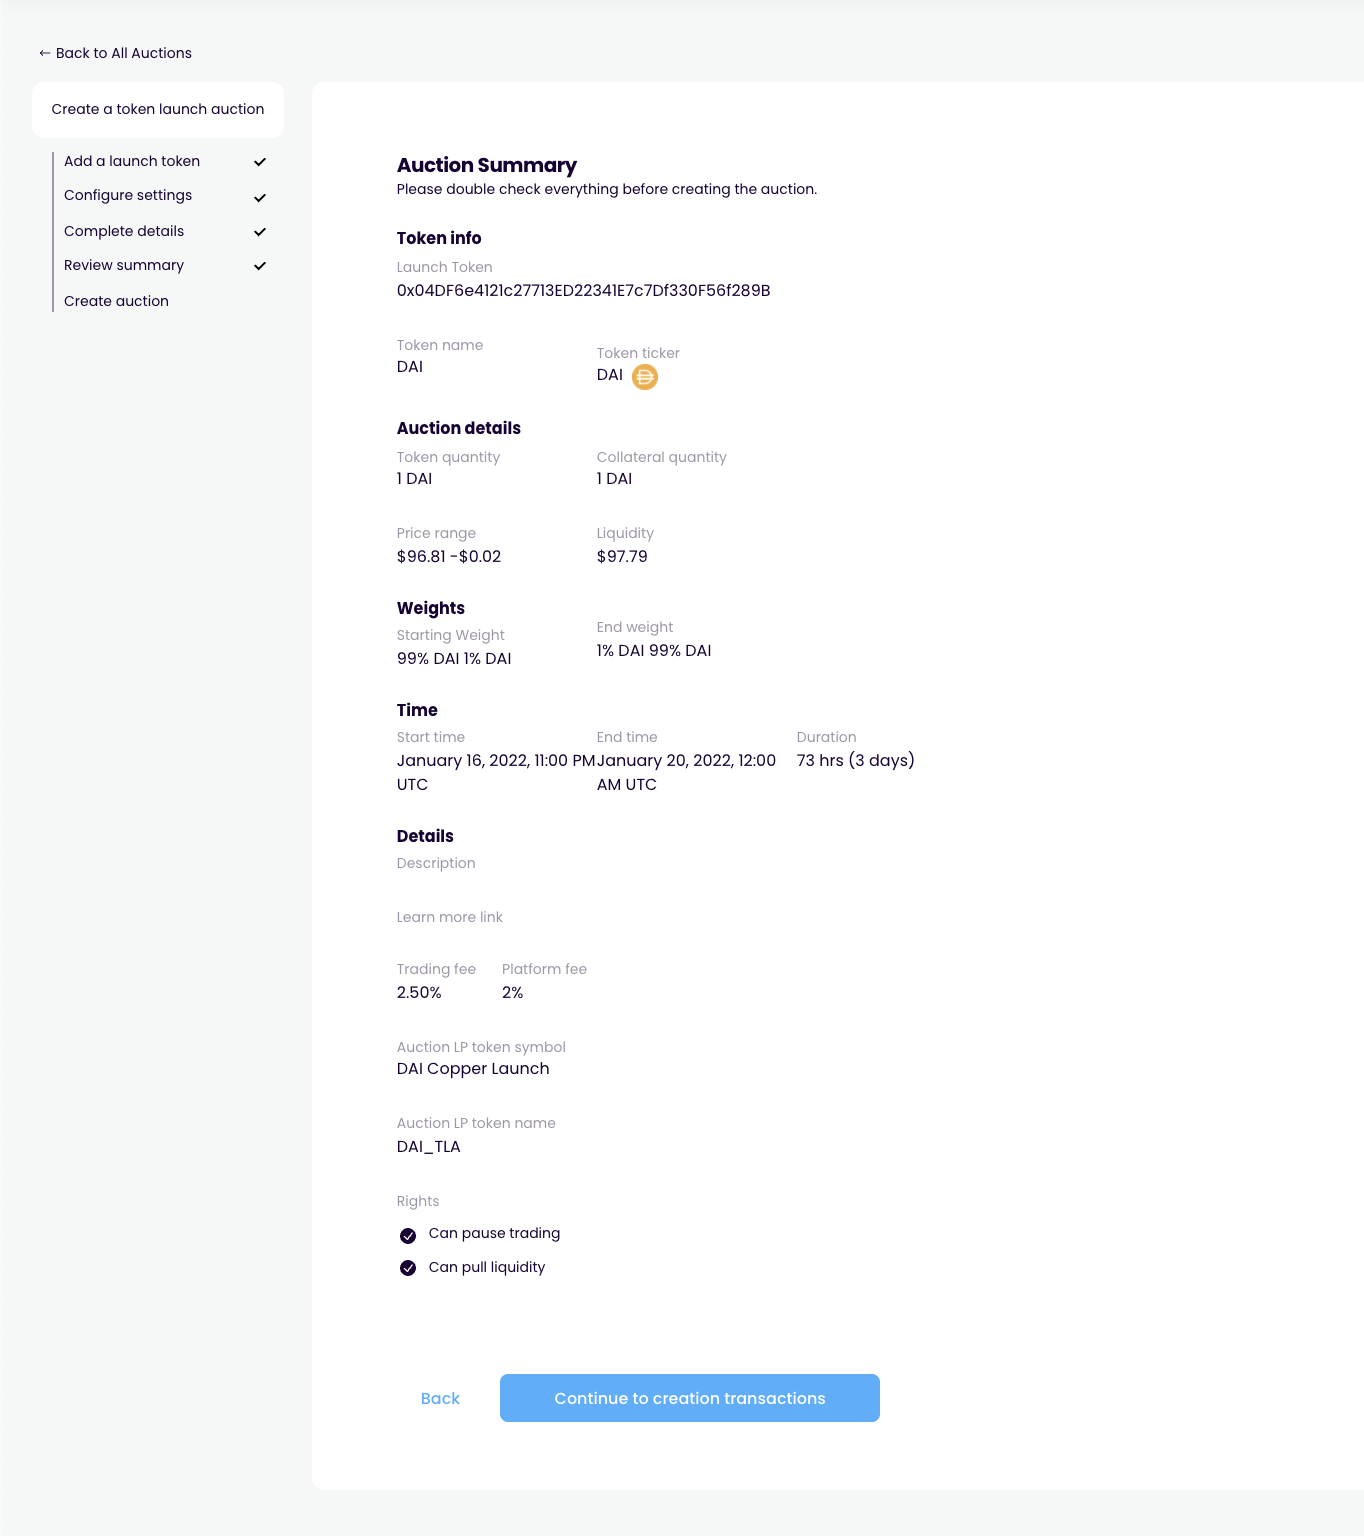 ← Back to All Auctions
Create a token launch auction
Add a launch token
Configure settings
Complete details
Review summary
Create auction
Auction Summary
Please double check everything before creating the auction.
Token info
Launch Token
0x04DF6e4121c27713ED22341E7c7Df330F56f289B
Token name
DAI
Token ticker
DAI
Auction details
Token quantity
1 DAI
Collateral quantity
1 DAI
Price range
$96.81 -$0.02
Liquidity
$97.79
Weights
Starting Weight
99% DAI 1% DAI
End weight
1% DAI 99% DAI
Time
Start time
January 16, 2022, 11:00 PM
UTC
End time
January 20, 2022, 12:00
AM UTC
Duration
73 hrs (3 days)
Details
Description
Learn more link
Trading fee
2.50%
Platform fee
2%
Auction LP token symbol
DAI Copper Launch
Auction LP token name
DAI_TLA
Rights
Can pause trading
Can pull liquidity
Back
Continue to creation transactions